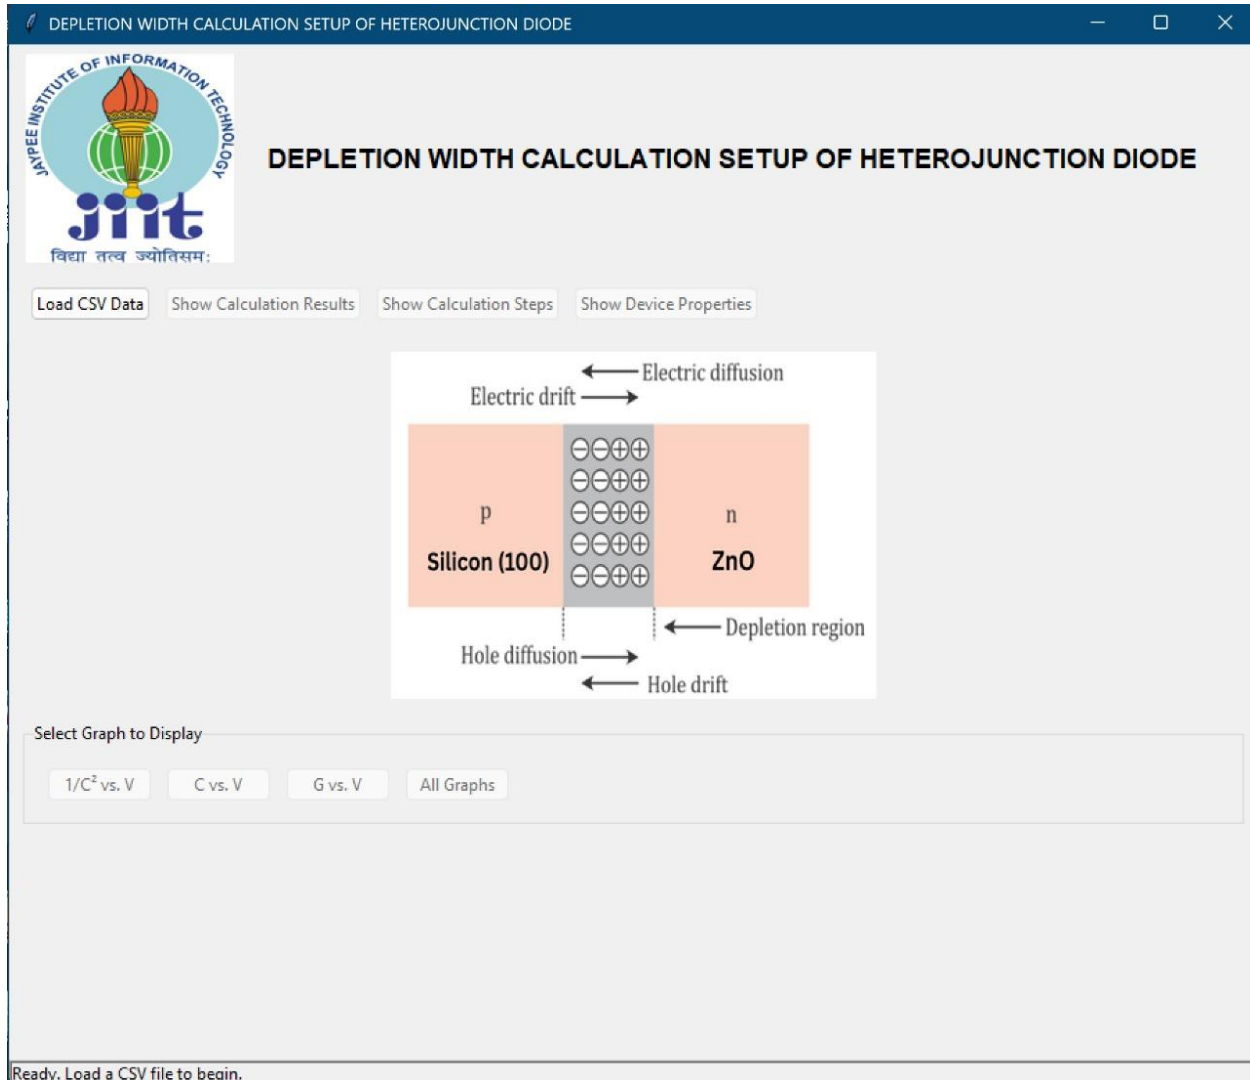 DEPLETION WIDTH CALCULATION SETUP OF HETEROJUNCTION DIODE
JAYPEE INSTITUTE OF INFORMATION TECHNOLOGY
jiit
विद्या तत्व ज्योतिसम:
DEPLETION WIDTH CALCULATION SETUP OF HETEROJUNCTION DIODE
Load CSV Data Show Calculation Results Show Calculation Steps Show Device Properties
Electric diffusion
Electric drift
⊖⊖⊕⊕
⊖⊖⊕⊕
⊖⊖⊕⊕
⊖⊖⊕⊕
⊖⊖⊕⊕
p
Silicon (100)
n
ZnO
Depletion region
Hole diffusion
Hole drift
Select Graph to Display
1/C² vs. V C vs. V G vs. V All Graphs
Ready. Load a CSV file to begin.